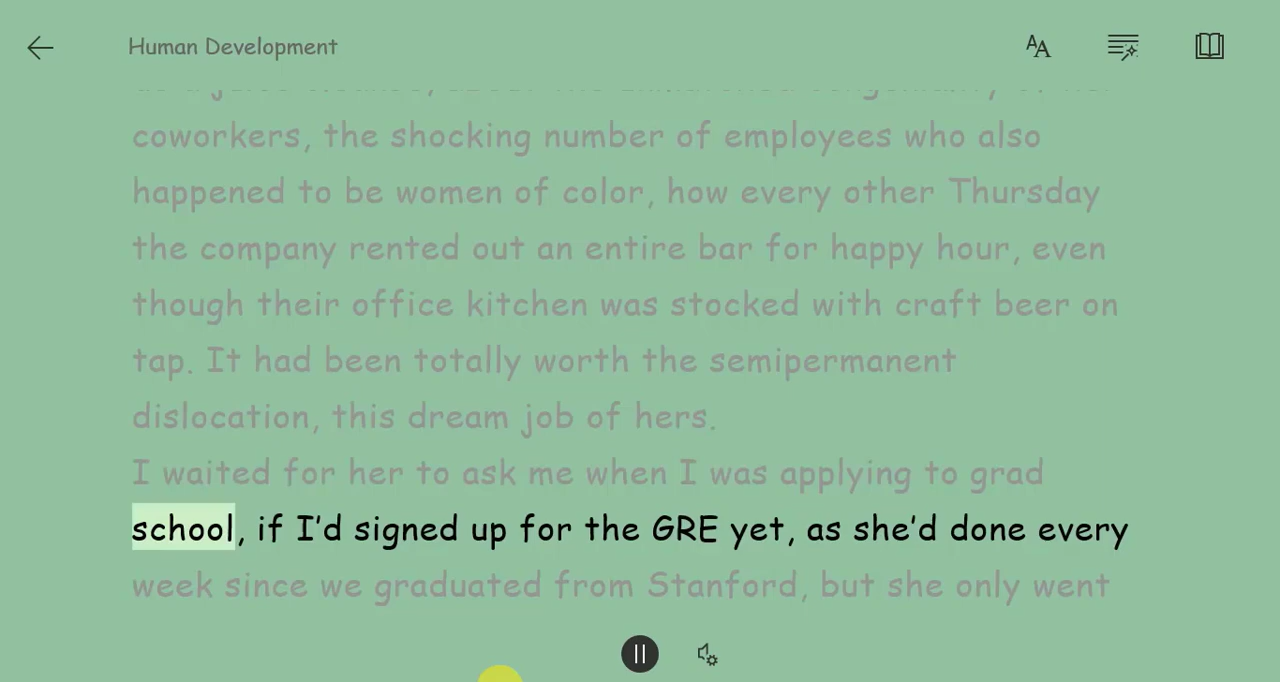 Human Development
coworkers, the shocking number of employees who also
happened to be women of color, how every other Thursday
the company rented out an entire bar for happy hour, even
though their office kitchen was stocked with craft beer on
tap. It had been totally worth the semipermanent
dislocation, this dream job of hers.
I waited for her to ask me when I was applying to grad
school, if I’d signed up for the GRE yet, as she’d done every
week since we graduated from Stanford, but she only went